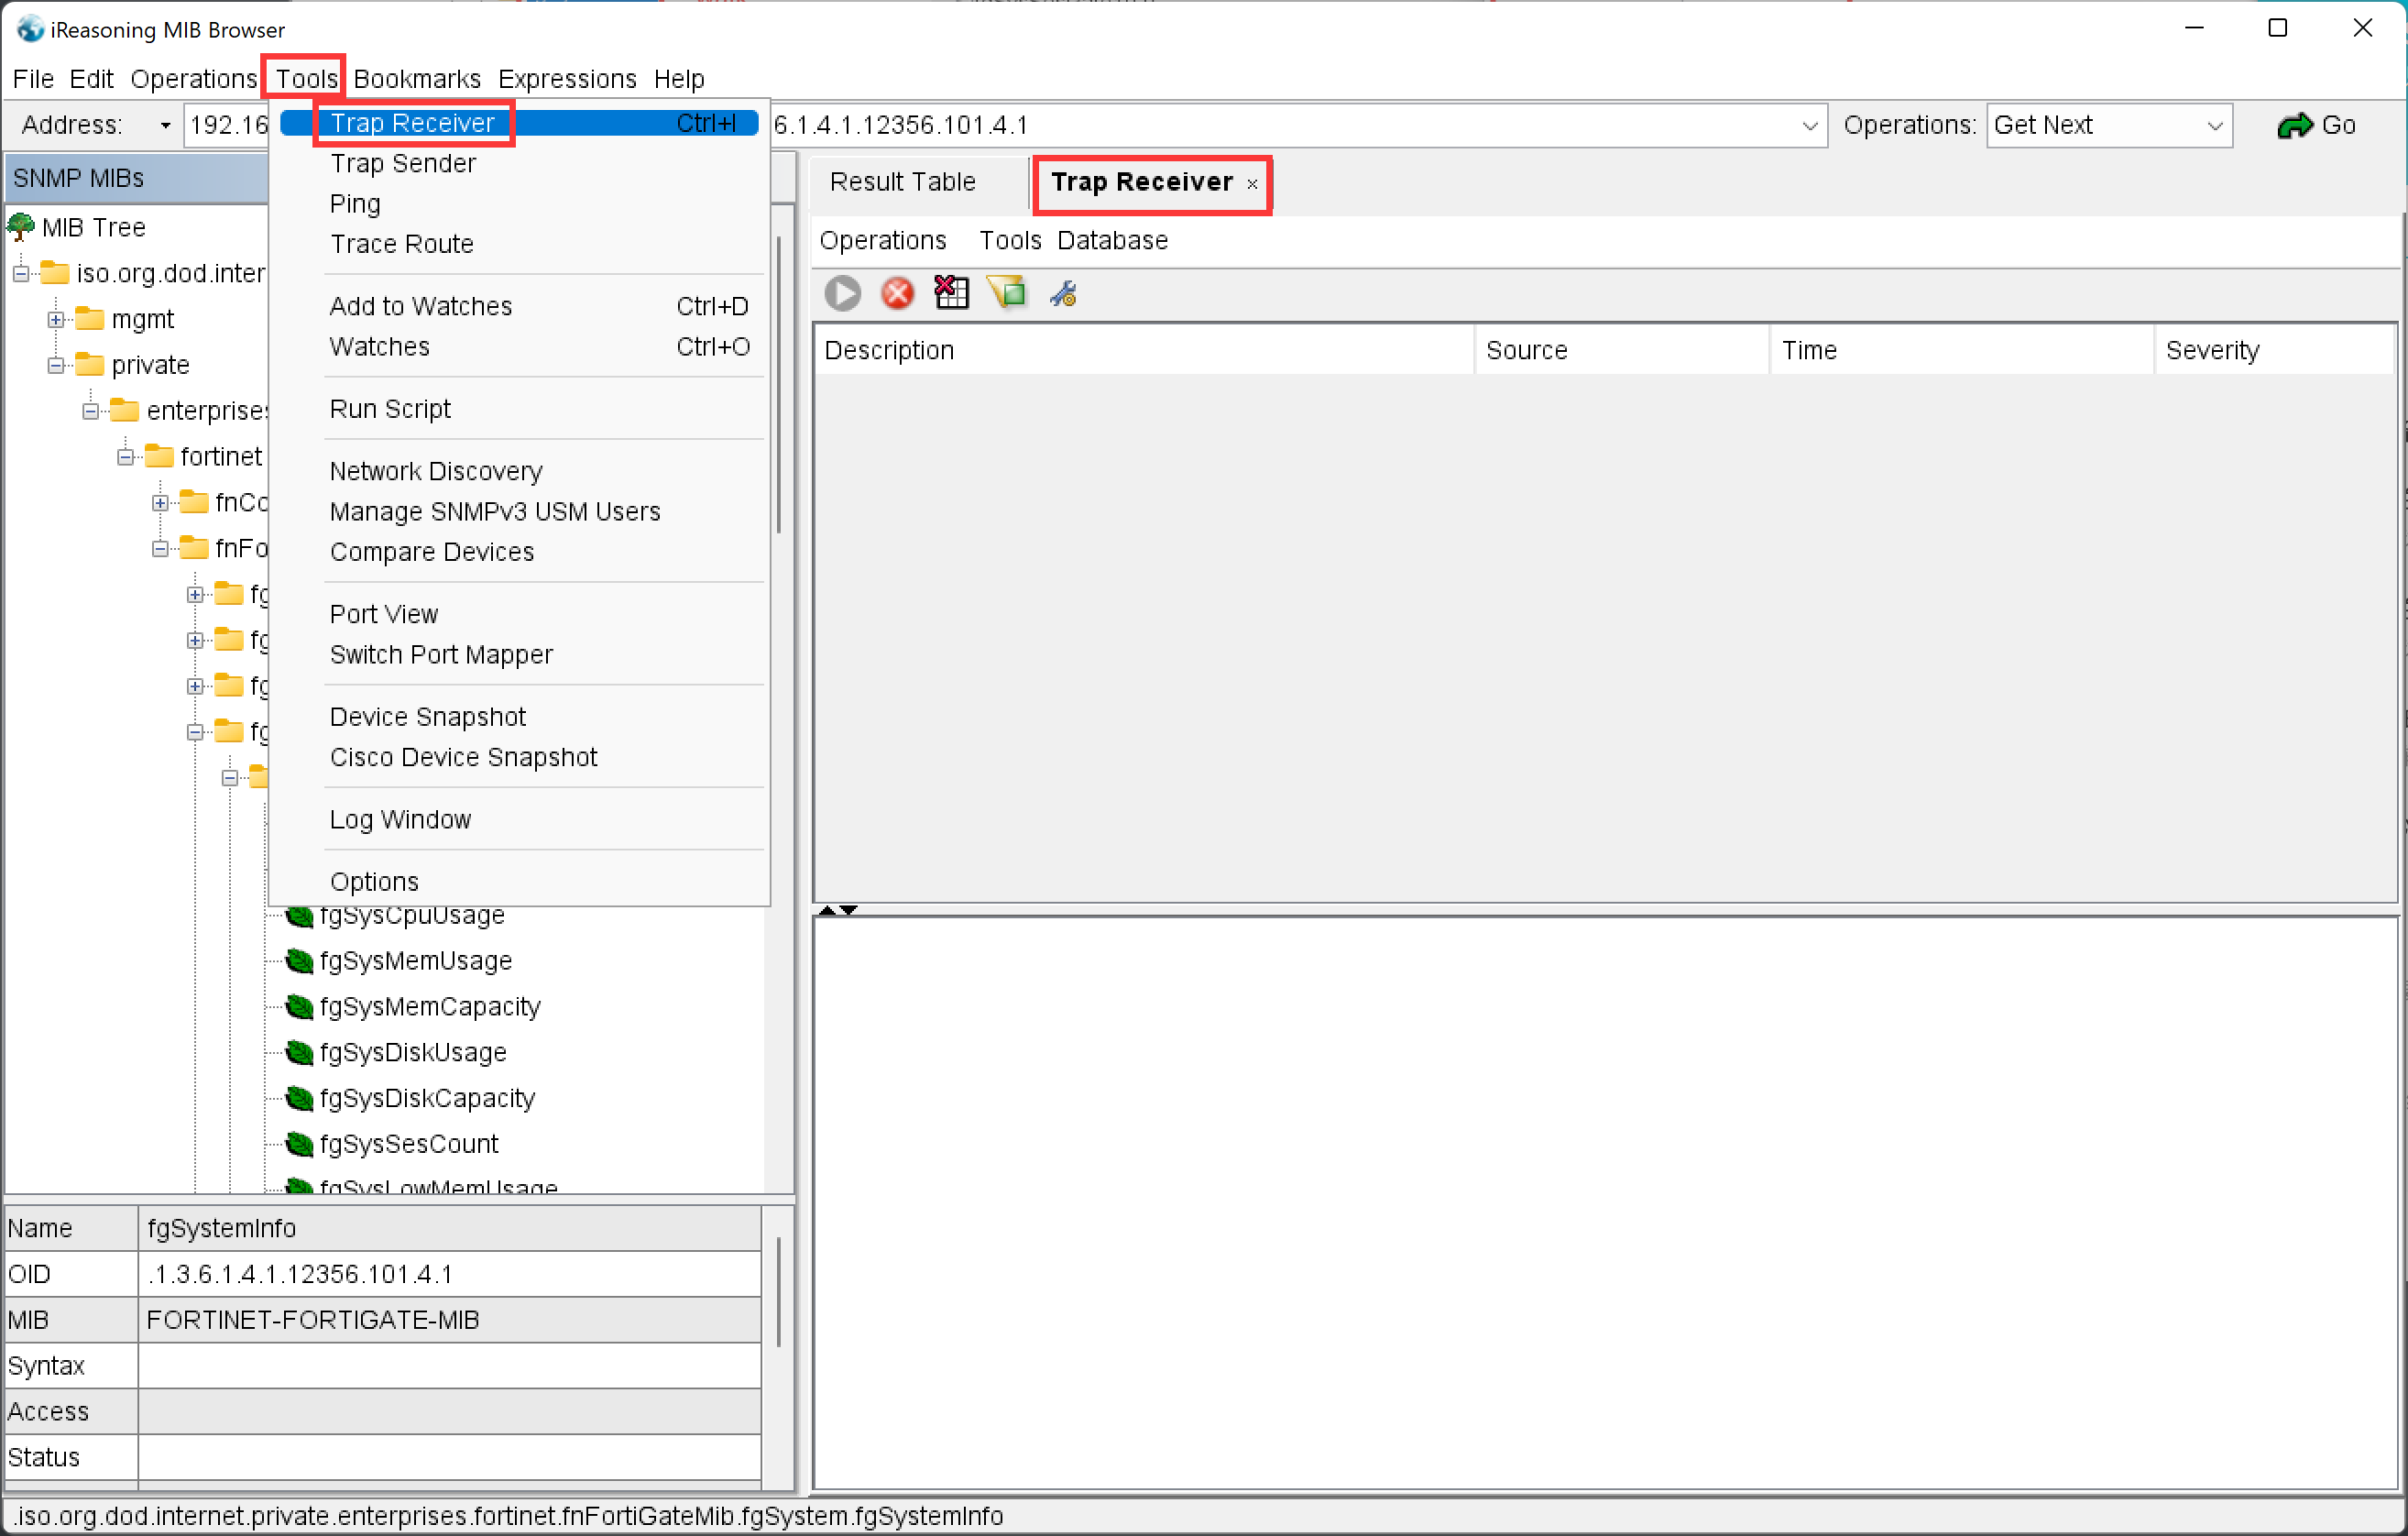 iReasoning MIB Browser
File Edit Operations Tools Bookmarks Expressions Help
Address: 192.16 6.1.4.1.12356.101.4.1 Operations: Get Next Go
Trap Receiver Ctrl+I
Trap Sender
Ping
Trace Route
Add to Watches Ctrl+D
Watches Ctrl+O
Run Script
Network Discovery
Manage SNMPv3 USM Users
Compare Devices
Port View
Switch Port Mapper
Device Snapshot
Cisco Device Snapshot
Log Window
Options
SNMP MIBs
MIB Tree
iso.org.dod.inter
mgmt
private
enterprises
fortinet
fnCo
fnFo
fg
fg
fg
fg
fgSysCpuUsage
fgSysMemUsage
fgSysMemCapacity
fgSysDiskUsage
fgSysDiskCapacity
fgSysSesCount
fgSysLowMemUsage
Name fgSystemInfo
OID .1.3.6.1.4.1.12356.101.4.1
MIB FORTINET-FORTIGATE-MIB
Syntax
Access
Status
Result Table Trap Receiver ×
Operations Tools Database
Description Source Time Severity
.iso.org.dod.internet.private.enterprises.fortinet.fnFortiGateMib.fgSystem.fgSystemInfo